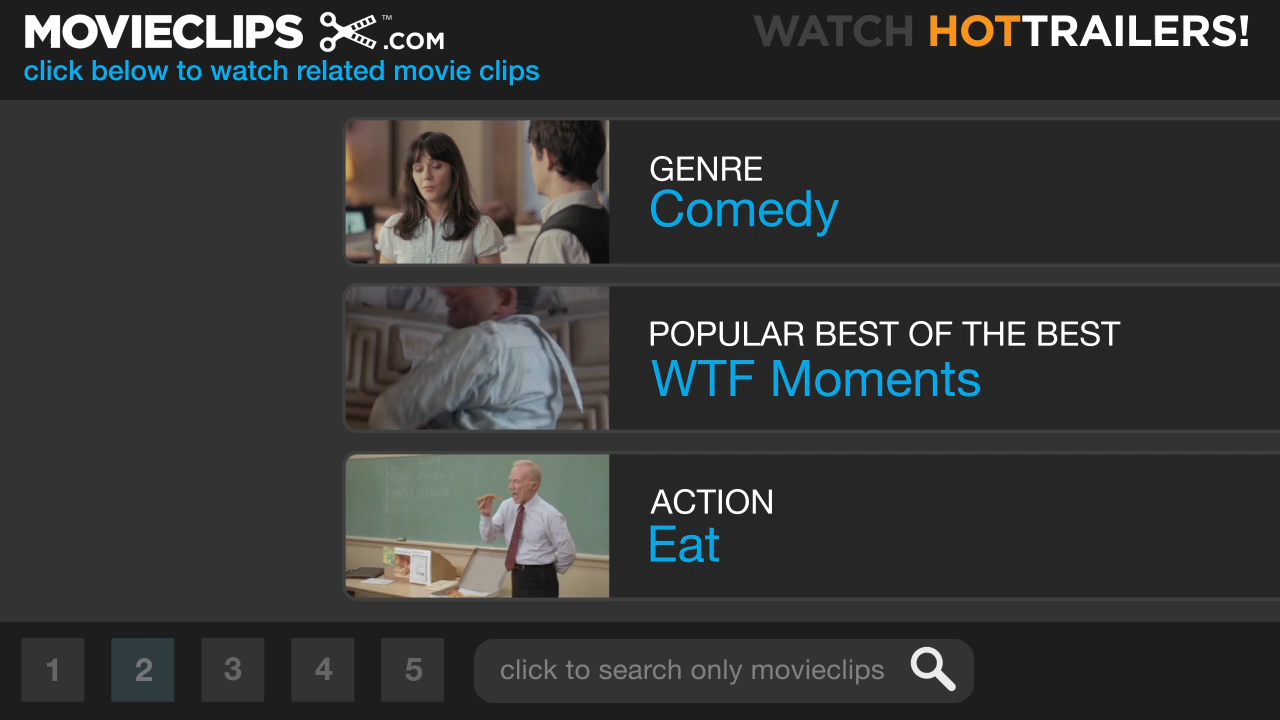 MOVIECLIPS ™ .COM
WATCH HOTTRAILERS!
click below to watch related movie clips
GENRE
Comedy
POPULAR BEST OF THE BEST
WTF Moments
ACTION
Eat
1 2 3 4 5
click to search only movieclips